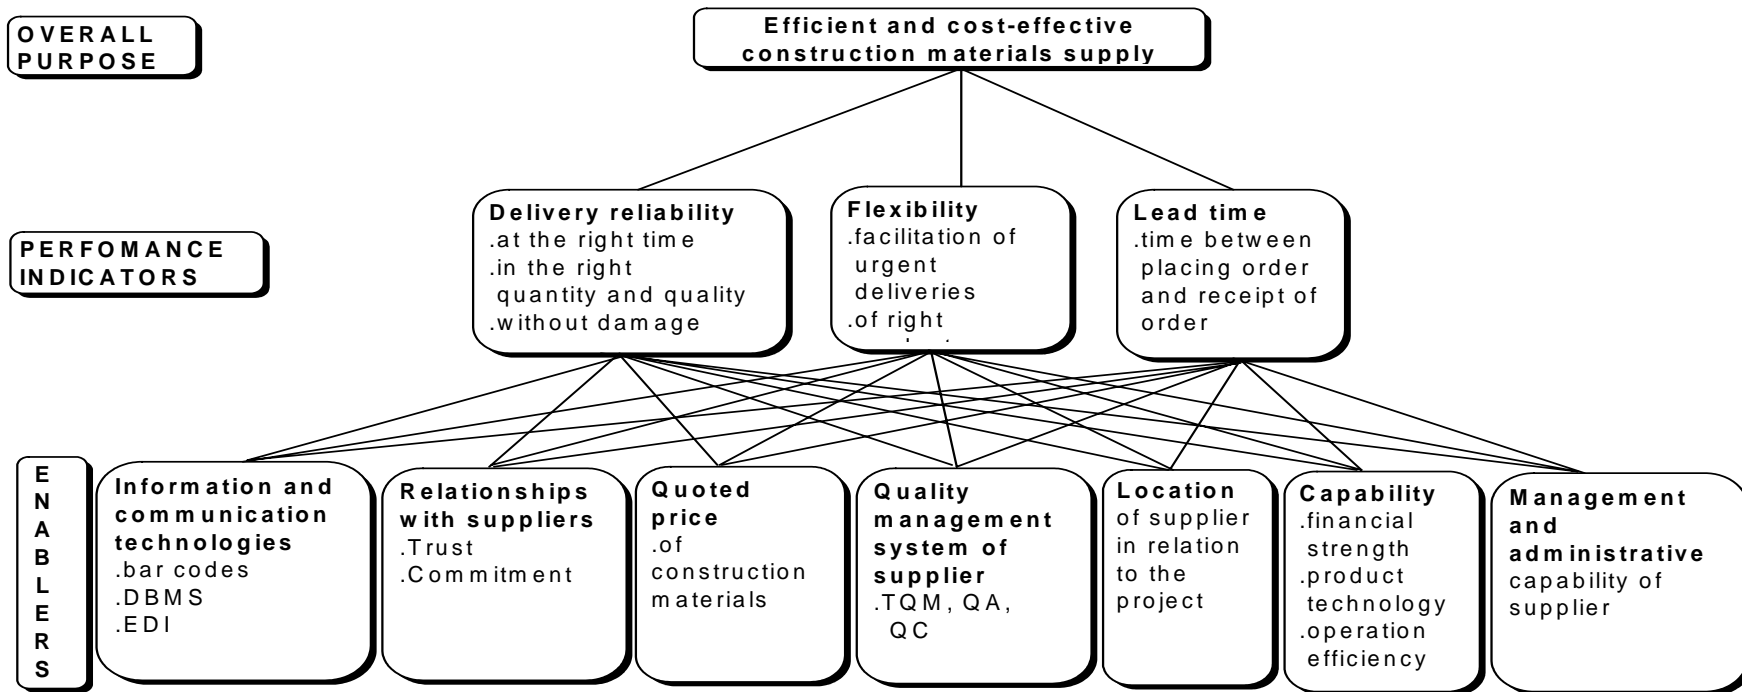 OVERALL
PURPOSE
Efficient and cost-effective
construction materials supply
PERFOMANCE
INDICATORS
Delivery reliability
.at the right time
.in the right
quantity and quality
.without damage
Flexibility
.facilitation of
urgent
deliveries
.of right
Lead time
.time between
placing order
and receipt of
order
ENABLERS
Information and
communication
technologies
.bar codes
.DBMS
.EDI
Relationships
with suppliers
.Trust
.Commitment
Quoted
price
.of
construction
materials
Quality
management
system of
supplier
.TQM, QA,
QC
Location
of supplier
in relation
to the
project
Capability
.financial
strength
.product
technology
.operation
efficiency
Management
and
administrative
capability of
supplier